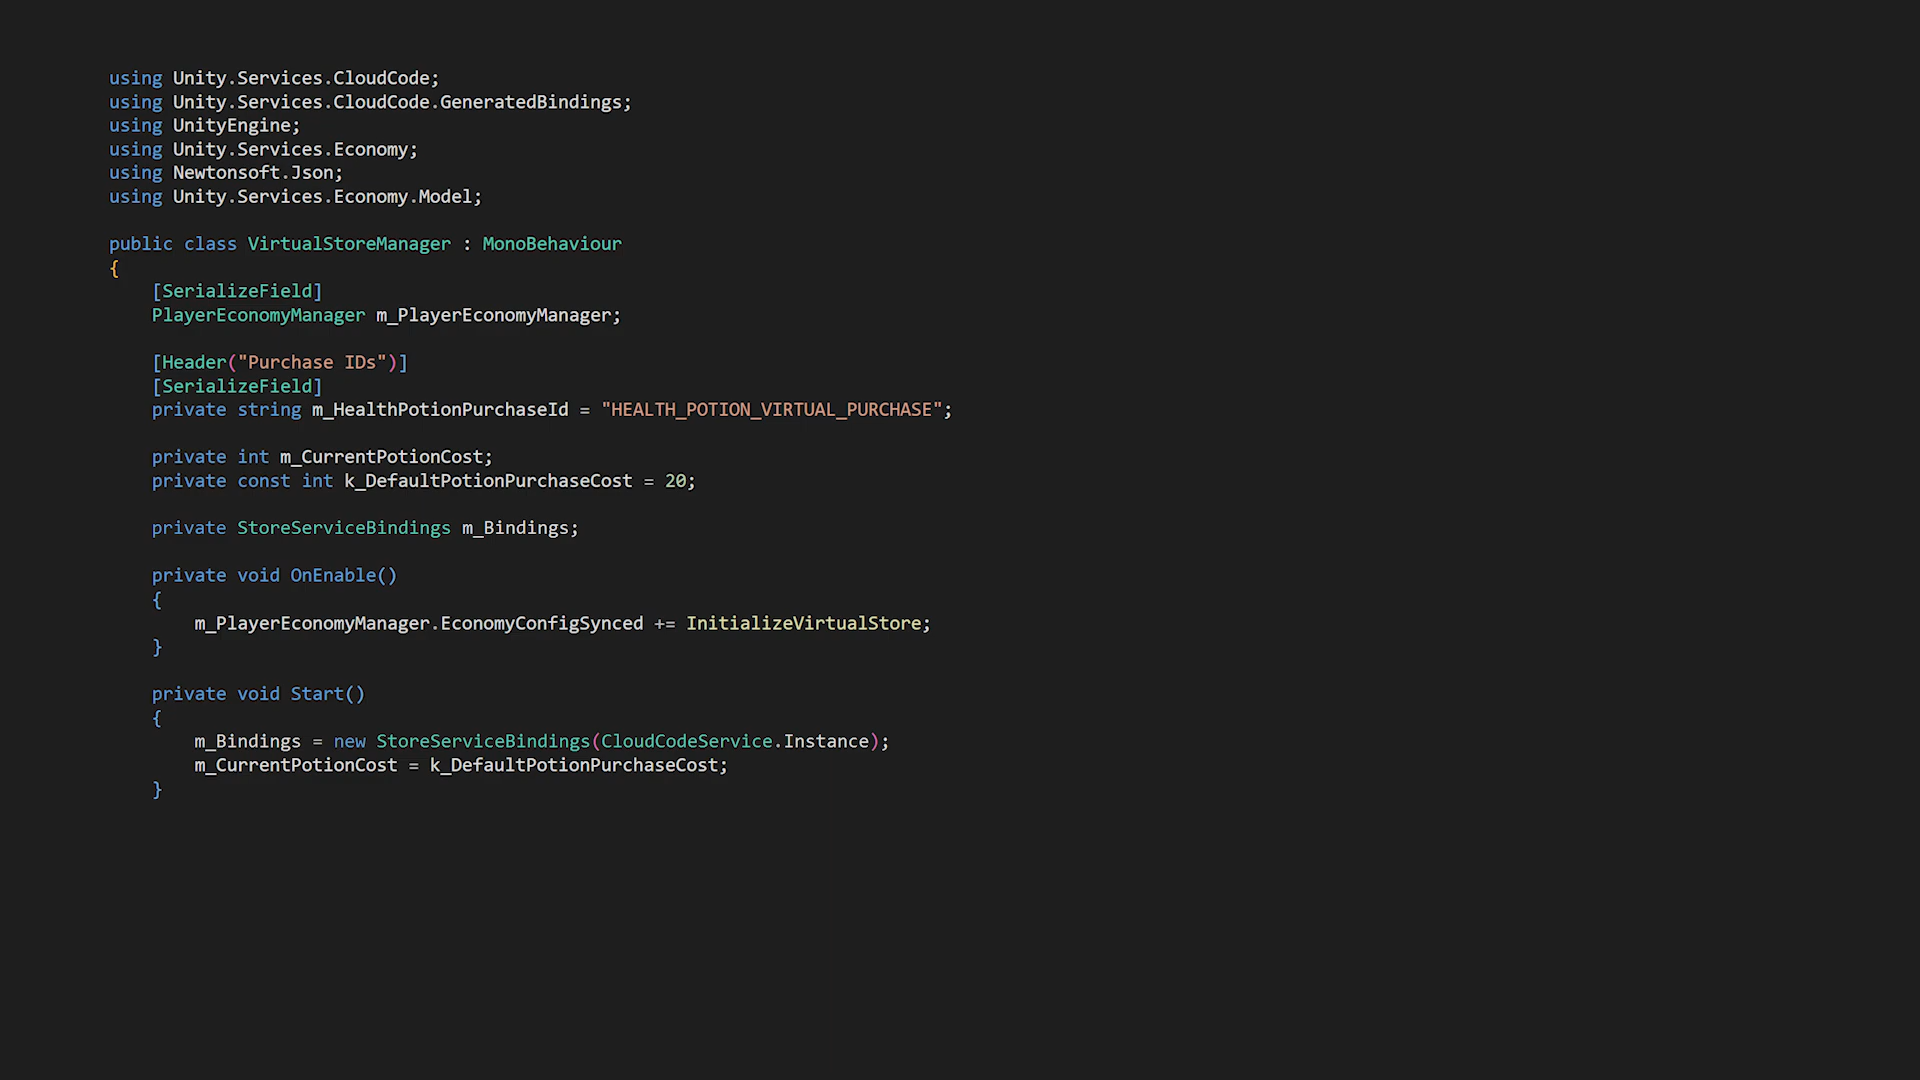 using Unity.Services.CloudCode;
using Unity.Services.CloudCode.GeneratedBindings;
using UnityEngine;
using Unity.Services.Economy;
using Newtonsoft.Json;
using Unity.Services.Economy.Model;
public class VirtualStoreManager : MonoBehaviour
{
[SerializeField]
PlayerEconomyManager m_PlayerEconomyManager;
[Header("Purchase IDs")]
[SerializeField]
private string m_HealthPotionPurchaseId = "HEALTH_POTION_VIRTUAL_PURCHASE";
private int m_CurrentPotionCost;
private const int k_DefaultPotionPurchaseCost = 20;
private StoreServiceBindings m_Bindings;
private void OnEnable()
{
m_PlayerEconomyManager.EconomyConfigSynced += InitializeVirtualStore;
}
private void Start()
{
m_Bindings = new StoreServiceBindings(CloudCodeService.Instance);
m_CurrentPotionCost = k_DefaultPotionPurchaseCost;
}